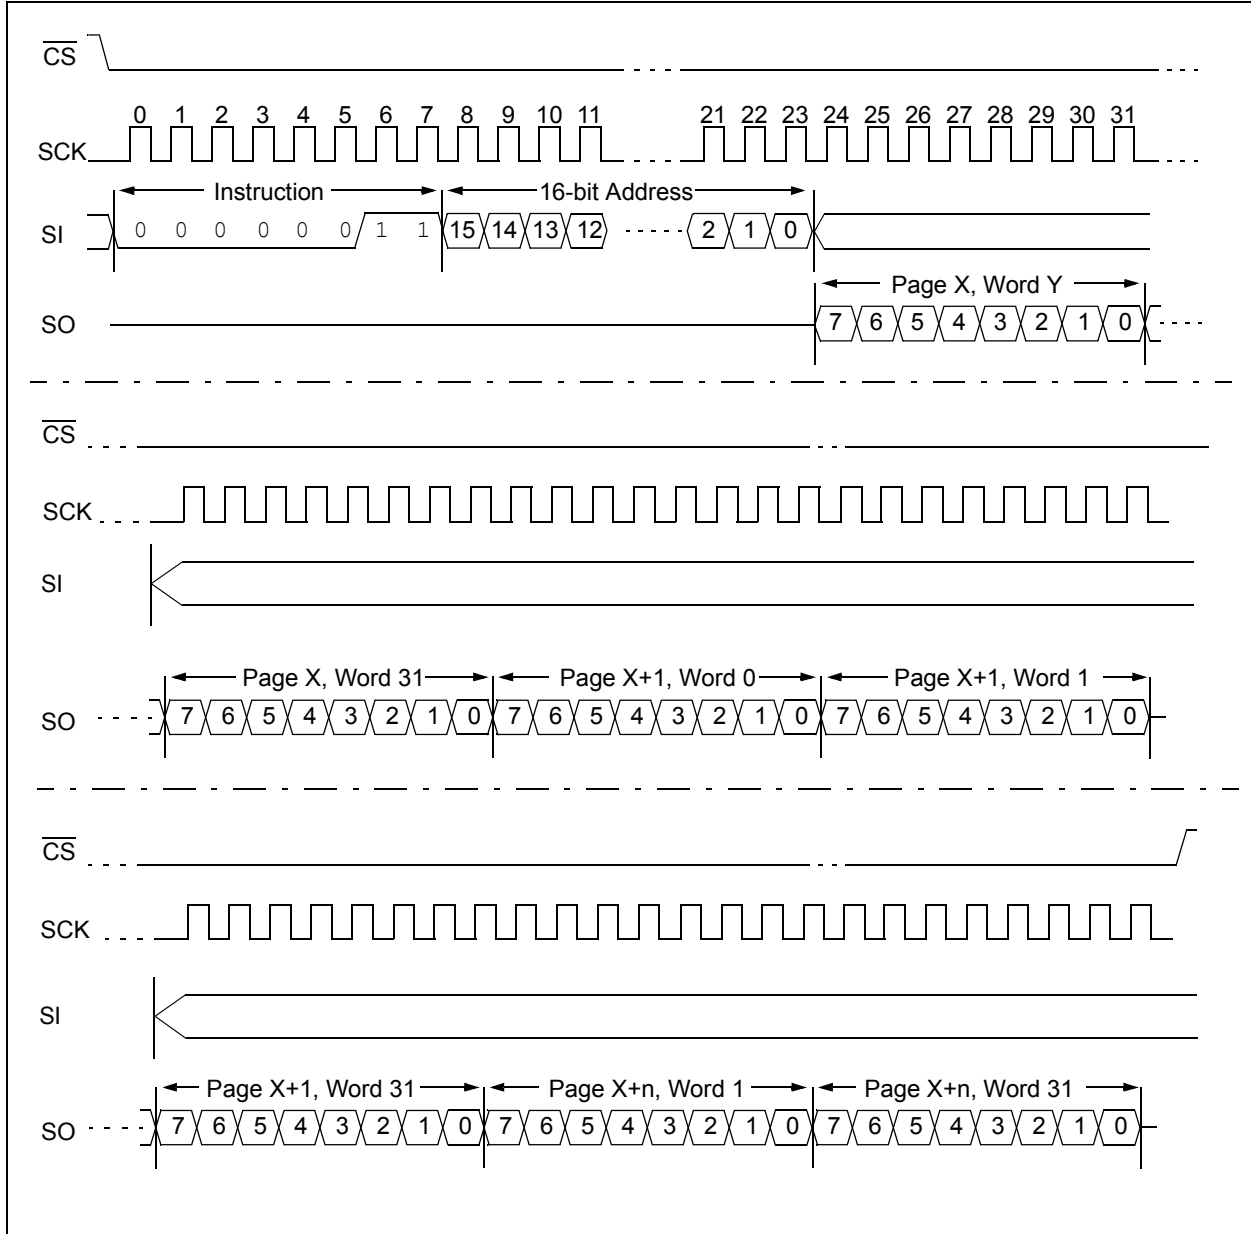 CS
0 1 2 3 4 5 6 7 8 9 10 11 21 22 23 24 25 26 27 28 29 30 31
SCK
Instruction 16-bit Address
SI 0 0 0 0 0 0 1 1 15 14 13 12 2 1 0
Page X, Word Y
SO 7 6 5 4 3 2 1 0
CS
SCK
SI
Page X, Word 31 Page X+1, Word 0 Page X+1, Word 1
SO 7 6 5 4 3 2 1 0 7 6 5 4 3 2 1 0 7 6 5 4 3 2 1 0
CS
SCK
SI
Page X+1, Word 31 Page X+n, Word 1 Page X+n, Word 31
SO 7 6 5 4 3 2 1 0 7 6 5 4 3 2 1 0 7 6 5 4 3 2 1 0